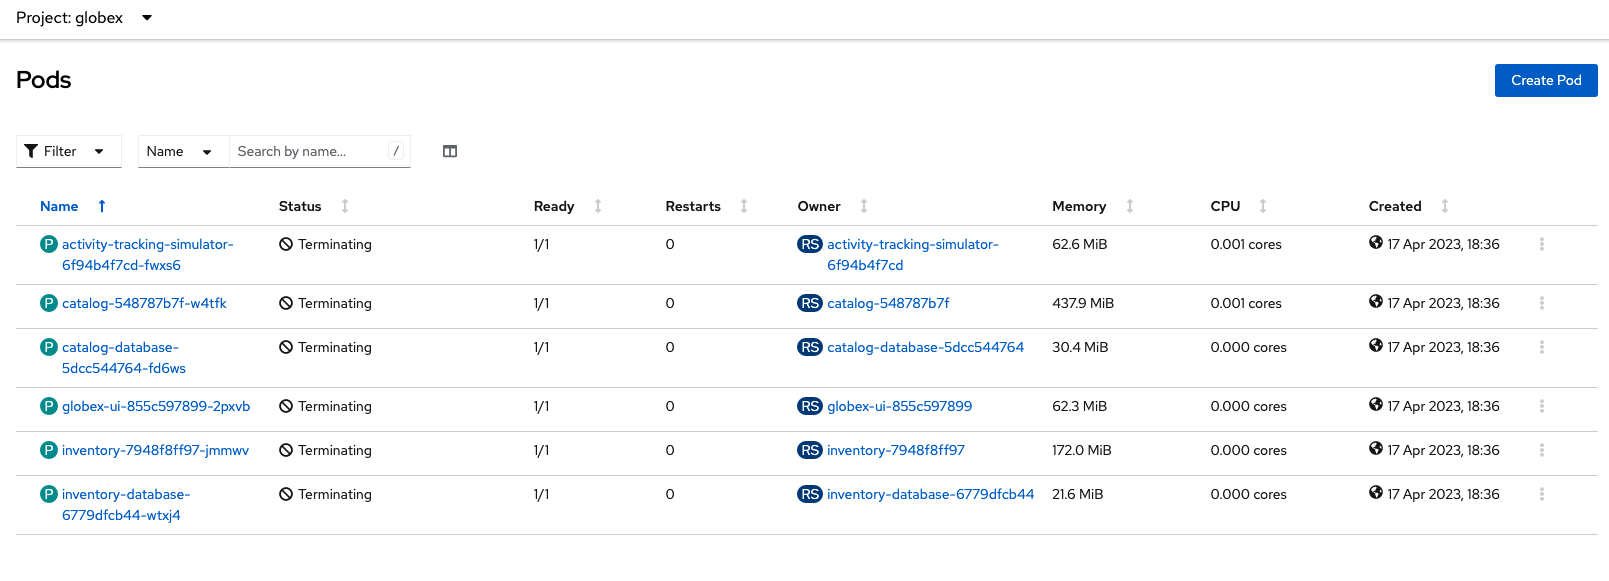 Project: globex
Pods
Create Pod
Filter Name Search by name... /
Name Status Ready Restarts Owner Memory CPU Created
P activity-tracking-simulator- Terminating 1/1 0 RS activity-tracking-simulator- 62.6 MiB 0.001 cores 17 Apr 2023, 18:36
6f94b4f7cd-fwxs6 6f94b4f7cd
P catalog-548787b7f-w4tfk Terminating 1/1 0 RS catalog-548787b7f 437.9 MiB 0.001 cores 17 Apr 2023, 18:36
P catalog-database- Terminating 1/1 0 RS catalog-database-5dcc544764 30.4 MiB 0.000 cores 17 Apr 2023, 18:36
5dcc544764-fd6ws
P globex-ui-855c597899-2pxvb Terminating 1/1 0 RS globex-ui-855c597899 62.3 MiB 0.000 cores 17 Apr 2023, 18:36
P inventory-7948f8ff97-jmmwv Terminating 1/1 0 RS inventory-7948f8ff97 172.0 MiB 0.000 cores 17 Apr 2023, 18:36
P inventory-database- Terminating 1/1 0 RS inventory-database-6779dfcb44 21.6 MiB 0.000 cores 17 Apr 2023, 18:36
6779dfcb44-wtxj4